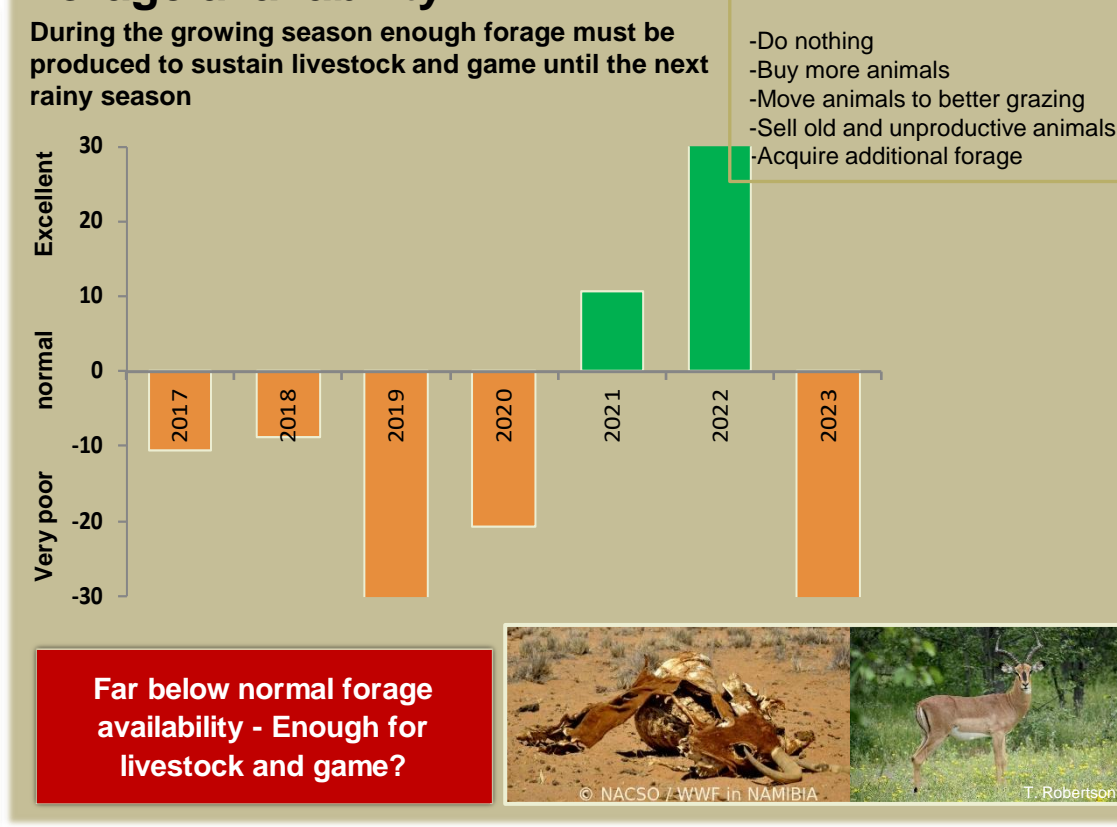 During the growing season enough forage must be
produced to sustain livestock and game until the next
rainy season
-Do nothing
-Buy more animals
-Move animals to better grazing
-Sell old and unproductive animals
-Acquire additional forage
Excellent
normal
Very poor
30
20
10
0
-10
-20
-30
2017
2018
2019
2020
2021
2022
2023
Far below normal forage
availability - Enough for
livestock and game?
© NACSO / WWF in NAMIBIA
T. Robertson